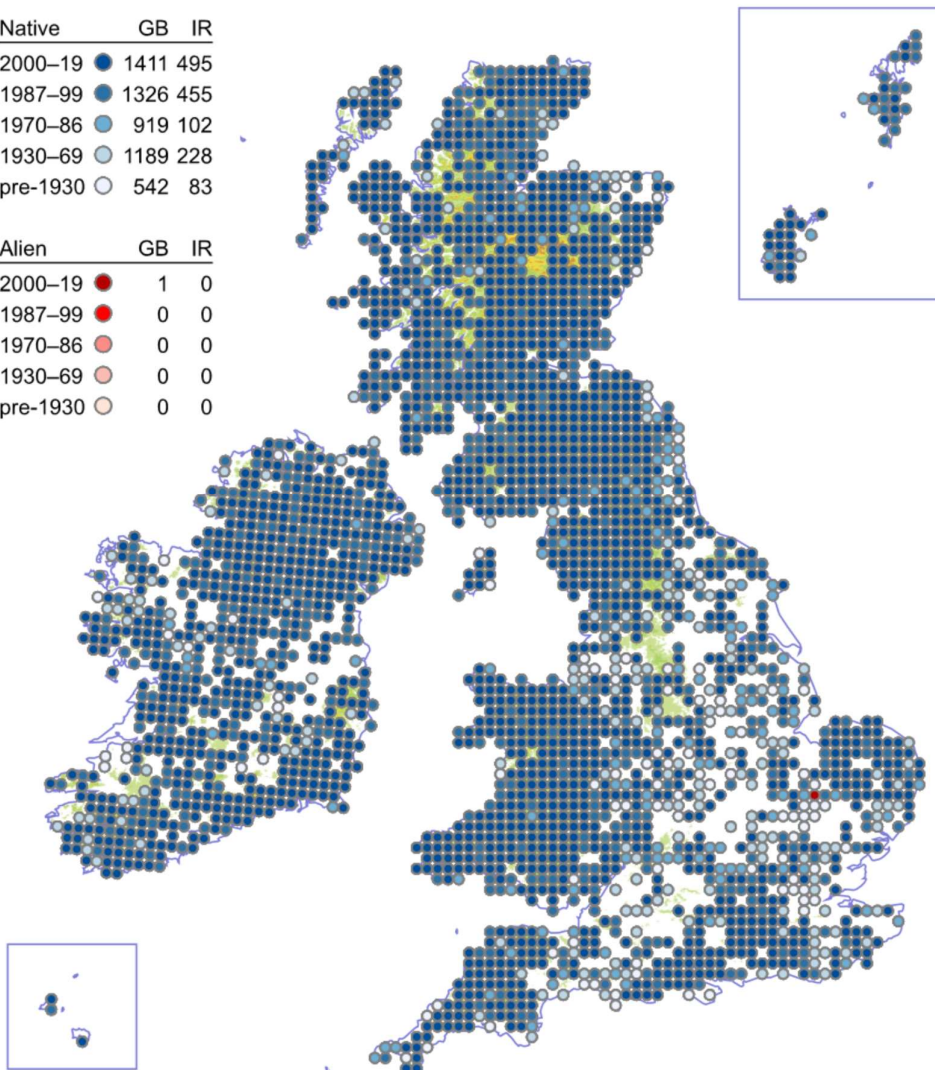 Native GB IR
2000–19 1411 495
1987–99 1326 455
1970–86 919 102
1930–69 1189 228
pre-1930 542 83
Alien GB IR
2000–19 1 0
1987–99 0 0
1970–86 0 0
1930–69 0 0
pre-1930 0 0